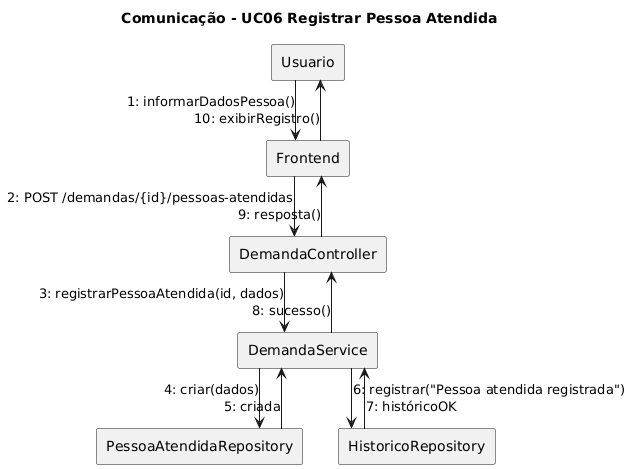 Comunicação - UC06 Registrar Pessoa Atendida
Usuario
1: informarDadosPessoa()
10: exibirRegistro()
Frontend
2: POST /demandas/{id}/pessoas-atendidas
9: resposta()
DemandaController
3: registrarPessoaAtendida(id, dados)
8: sucesso()
DemandaService
4: criar(dados)
6: registrar("Pessoa atendida registrada")
5: criada
7: históricoOK
PessoaAtendidaRepository
HistoricoRepository